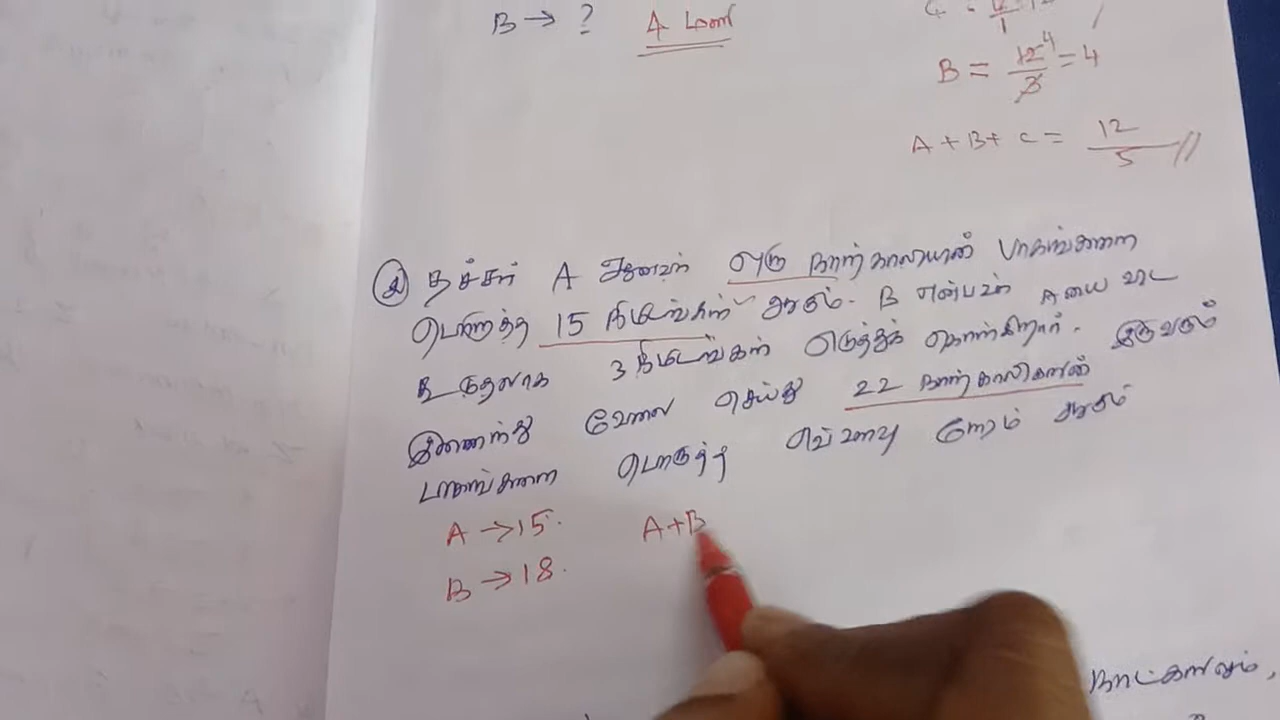 B → ? 4 மணி
B = 12/3 = 4
A + B + C = 12/5 //
② தச்சர் A என்பவர் ஒரு நாற்காலியின் பாகங்களை
பொருத்த 15 நிமிடங்கள் ஆகும். B என்பவர் A யை விட
கூடுதலாக 3 நிமிடங்கள் எடுத்துக் கொள்கிறார். இருவரும்
இணைந்து வேலை செய்து 22 நாற்காலிகளின்
பாகங்களை பொருத்த எவ்வளவு நேரம் ஆகும்
A → 15. A+B
B → 18.
நாட்களிலும்,